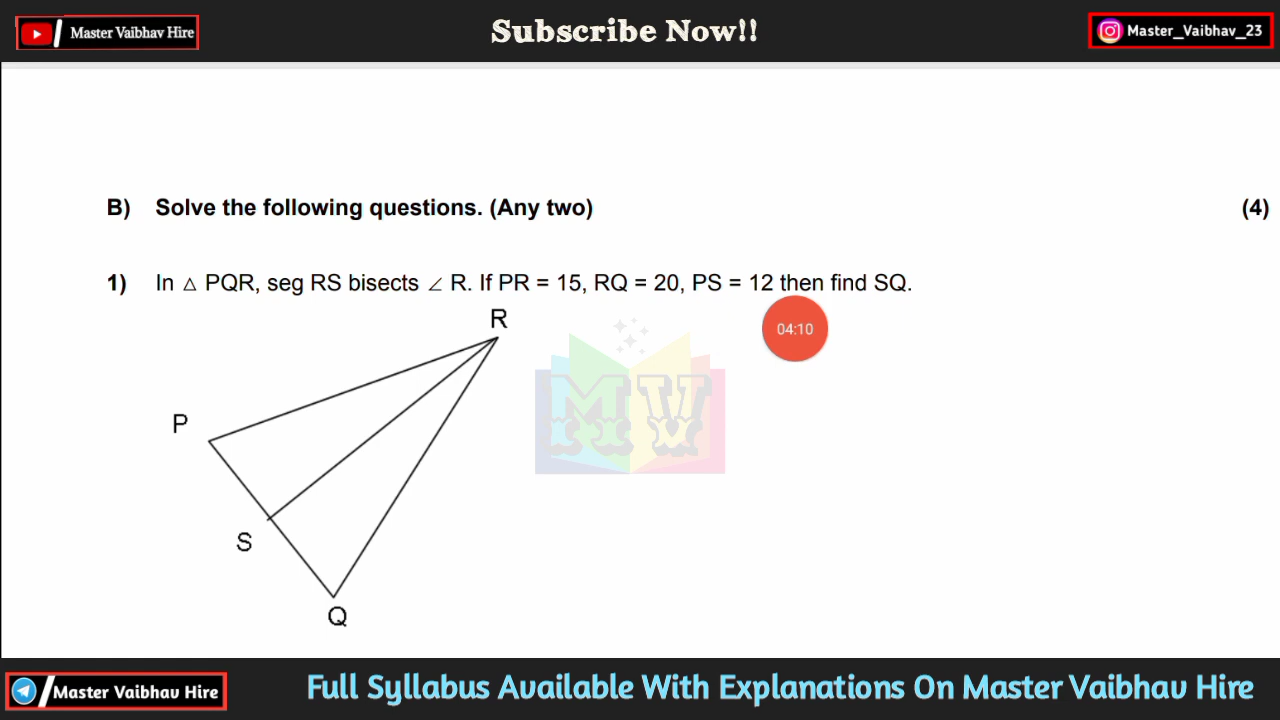 Master Vaibhav Hire
Subscribe Now!!
Master_Vaibhav_23
B) Solve the following questions. (Any two) (4)
1) In △ PQR, seg RS bisects ∠ R. If PR = 15, RQ = 20, PS = 12 then find SQ.
04:10
R
MV
P
S
Q
Master Vaibhav Hire
Full Syllabus Available With Explanations On Master Vaibhav Hire